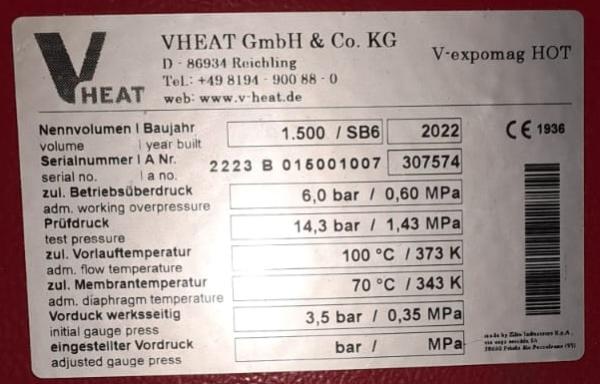 V HEAT
VHEAT GmbH & Co. KG
D - 86934 Reichling
Tel.: +49 8194 - 900 88 - 0
web: www.v-heat.de
V-expomag HOT
Nennvolumen | Baujahr 1.500 / SB6 2022
volume | year built
CE 1936
Serialnummer | A Nr. 2223 B 015001007 307574
serial no. | a no.
zul. Betriebsüberdruck 6,0 bar / 0,60 MPa
adm. working overpressure
Prüfdruck 14,3 bar / 1,43 MPa
test pressure
zul. Vorlauftemperatur 100 °C / 373 K
adm. flow temperature
zul. Membrantemperatur 70 °C / 343 K
adm. diaphragm temperature
Vorduck werksseitig 3,5 bar / 0,35 MPa
initial gauge press
eingestellter Vordruck bar / MPa
adjusted gauge press
made by Zilio Industries S.p.A.